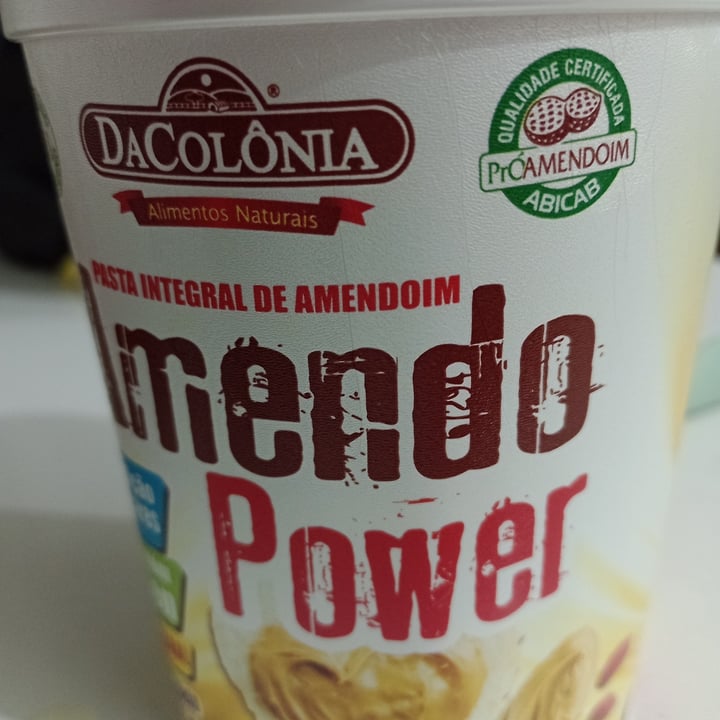 DACOLÔNIA ®
Alimentos Naturais
QUALIDADE CERTIFICADA
PróAMENDOIM
ABICAB
PASTA INTEGRAL DE AMENDOIM
Amendo
Power